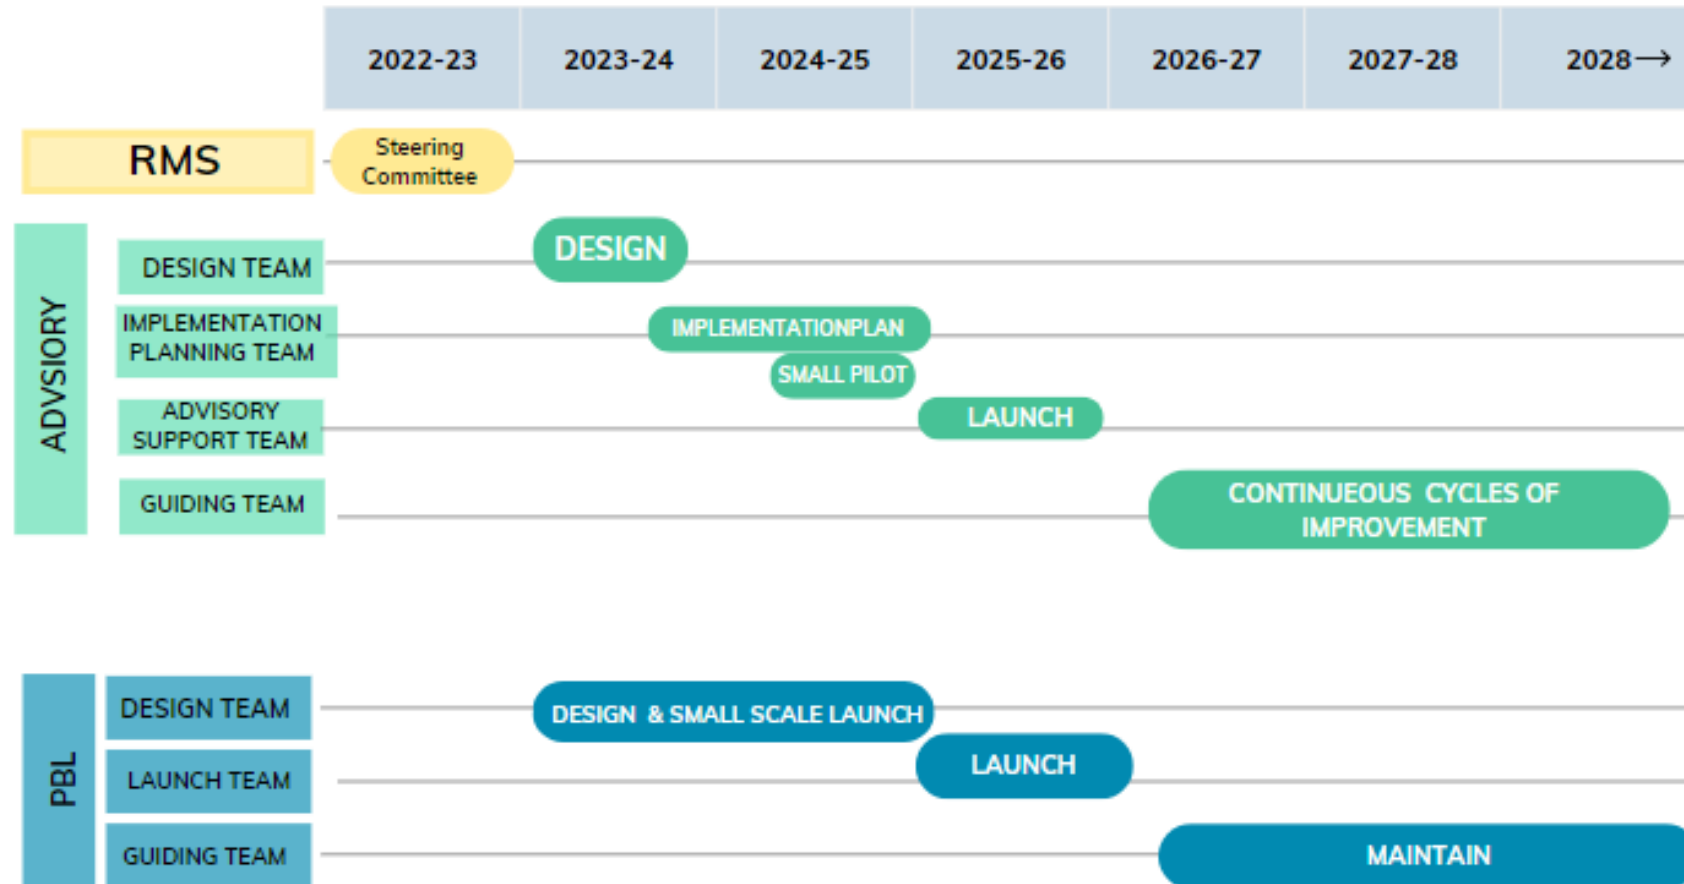 2022-23 2023-24 2024-25 2025-26 2026-27 2027-28 2028→
RMS
Steering
Committee
ADVSIORY
DESIGN TEAM
DESIGN
IMPLEMENTATION
PLANNING TEAM
IMPLEMENTATIONPLAN
SMALL PILOT
ADVISORY
SUPPORT TEAM
LAUNCH
GUIDING TEAM
CONTINUEOUS CYCLES OF
IMPROVEMENT
PBL
DESIGN TEAM
DESIGN & SMALL SCALE LAUNCH
LAUNCH TEAM
LAUNCH
GUIDING TEAM
MAINTAIN